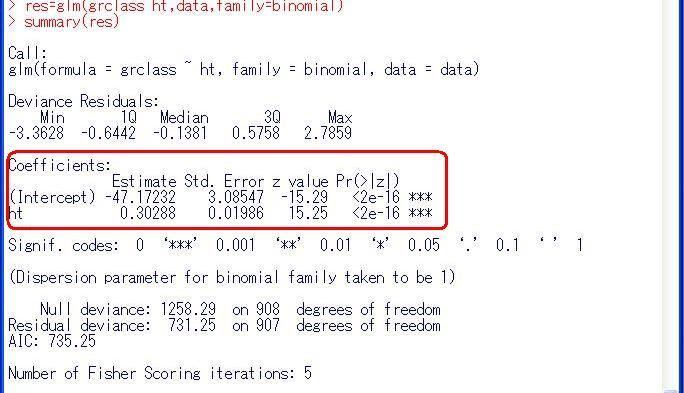 > res=glm(grclass ht,data,family=binomial)
> summary(res)
Call:
glm(formula = grclass ~ ht, family = binomial, data = data)
Deviance Residuals:
Min 1Q Median 3Q Max
-3.3628 -0.6442 -0.1381 0.5758 2.7859
Coefficients:
Estimate Std. Error z value Pr(>|z|)
(Intercept) -47.17232 3.08547 -15.29 <2e-16 ***
ht 0.30288 0.01986 15.25 <2e-16 ***
Signif. codes: 0 ‘***’ 0.001 ‘**’ 0.01 ‘*’ 0.05 ‘.’ 0.1 ‘ ’ 1
(Dispersion parameter for binomial family taken to be 1)
Null deviance: 1258.29 on 908 degrees of freedom
Residual deviance: 731.25 on 907 degrees of freedom
AIC: 735.25
Number of Fisher Scoring iterations: 5